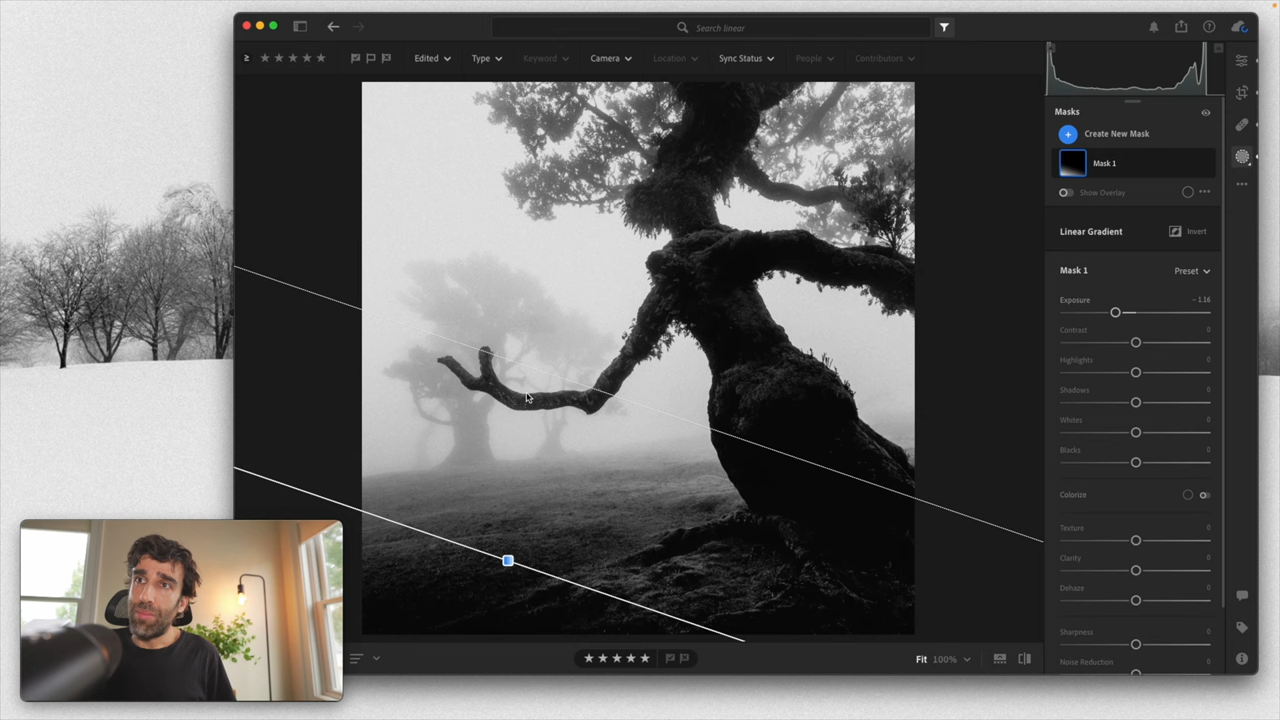 Search linear
≥ Edited Type Keyword Camera Location Sync Status People Contributors
Masks
Create New Mask
Mask 1
Show Overlay
Linear Gradient Invert
Mask 1 Preset
Exposure − 1.16
Contrast 0
Highlights 0
Shadows 0
Whites 0
Blacks 0
Colorize
Texture 0
Clarity 0
Dehaze 0
Sharpness 0
Noise Reduction 0
Fit 100%